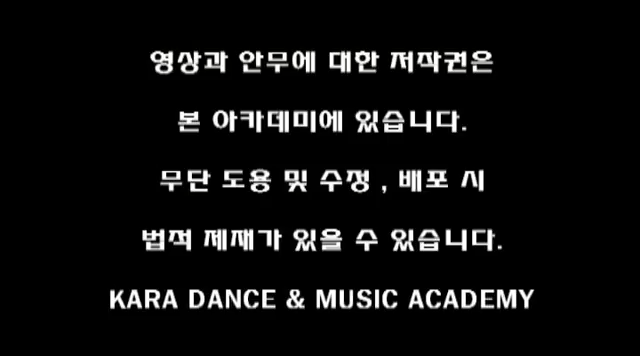 영상과 안무에 대한 저작권은
본 아카데미에 있습니다.
무단 도용 및 수정 , 배포 시
법적 제재가 있을 수 있습니다.
KARA DANCE & MUSIC ACADEMY